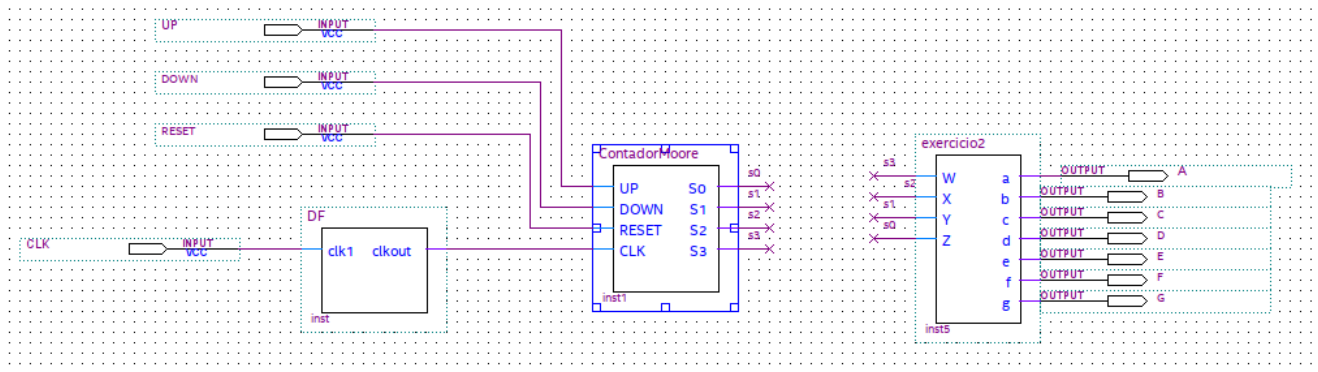 UP
INPUT
VCC
DOWN
INPUT
VCC
RESET
INPUT
VCC
CLK
INPUT
VCC
DF
clk1 clkout
inst
ContadorMoore
UP S0
DOWN S1
RESET S2
CLK S3
inst1
s0
s1
s2
s3
s3
s2
s1
s0
exercicio2
W a
X b
Y c
Z d
e
f
g
inst5
OUTPUT A
OUTPUT B
OUTPUT C
OUTPUT D
OUTPUT E
OUTPUT F
OUTPUT G